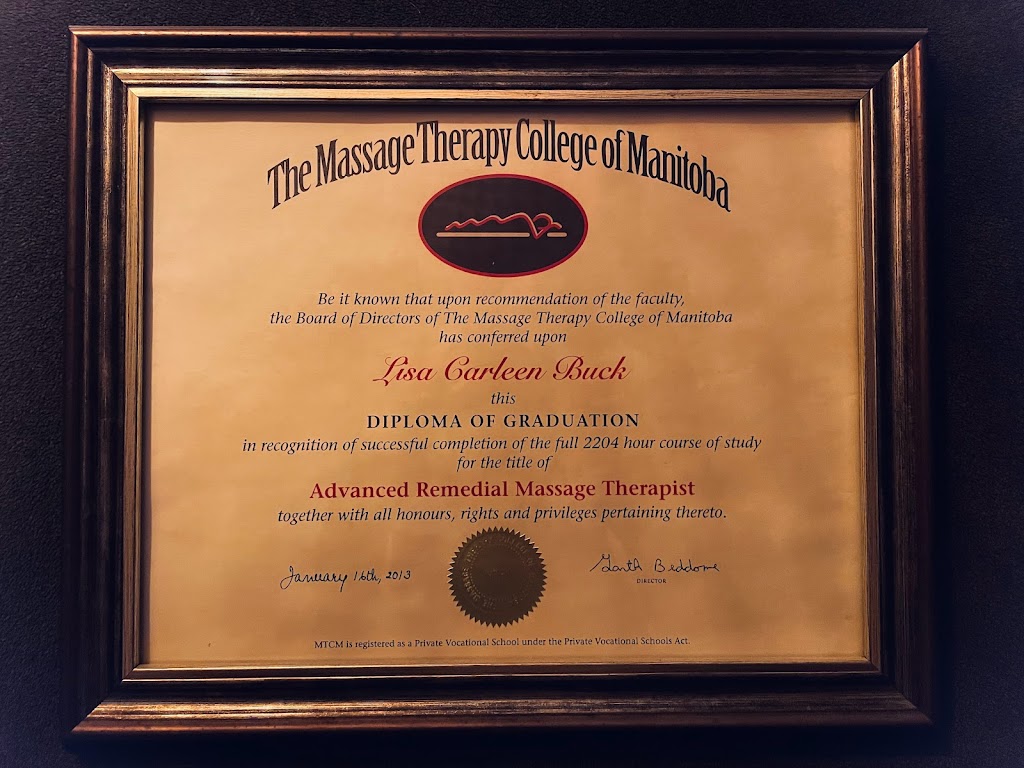 The Massage Therapy College of Manitoba
Be it known that upon recommendation of the faculty,
the Board of Directors of The Massage Therapy College of Manitoba
has conferred upon
Lisa Carleen Buck
this
DIPLOMA OF GRADUATION
in recognition of successful completion of the full 2204 hour course of study
for the title of
Advanced Remedial Massage Therapist
together with all honours, rights and privileges pertaining thereto.
January 16th, 2013
Garth Beddome
DIRECTOR
MTCM is registered as a Private Vocational School under the Private Vocational Schools Act.